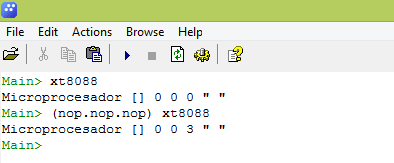 File Edit Actions Browse Help
Main> xt8088
Microprocesador [] 0 0 0 " "
Main> (nop.nop.nop) xt8088
Microprocesador [] 0 0 3 " "
Main>